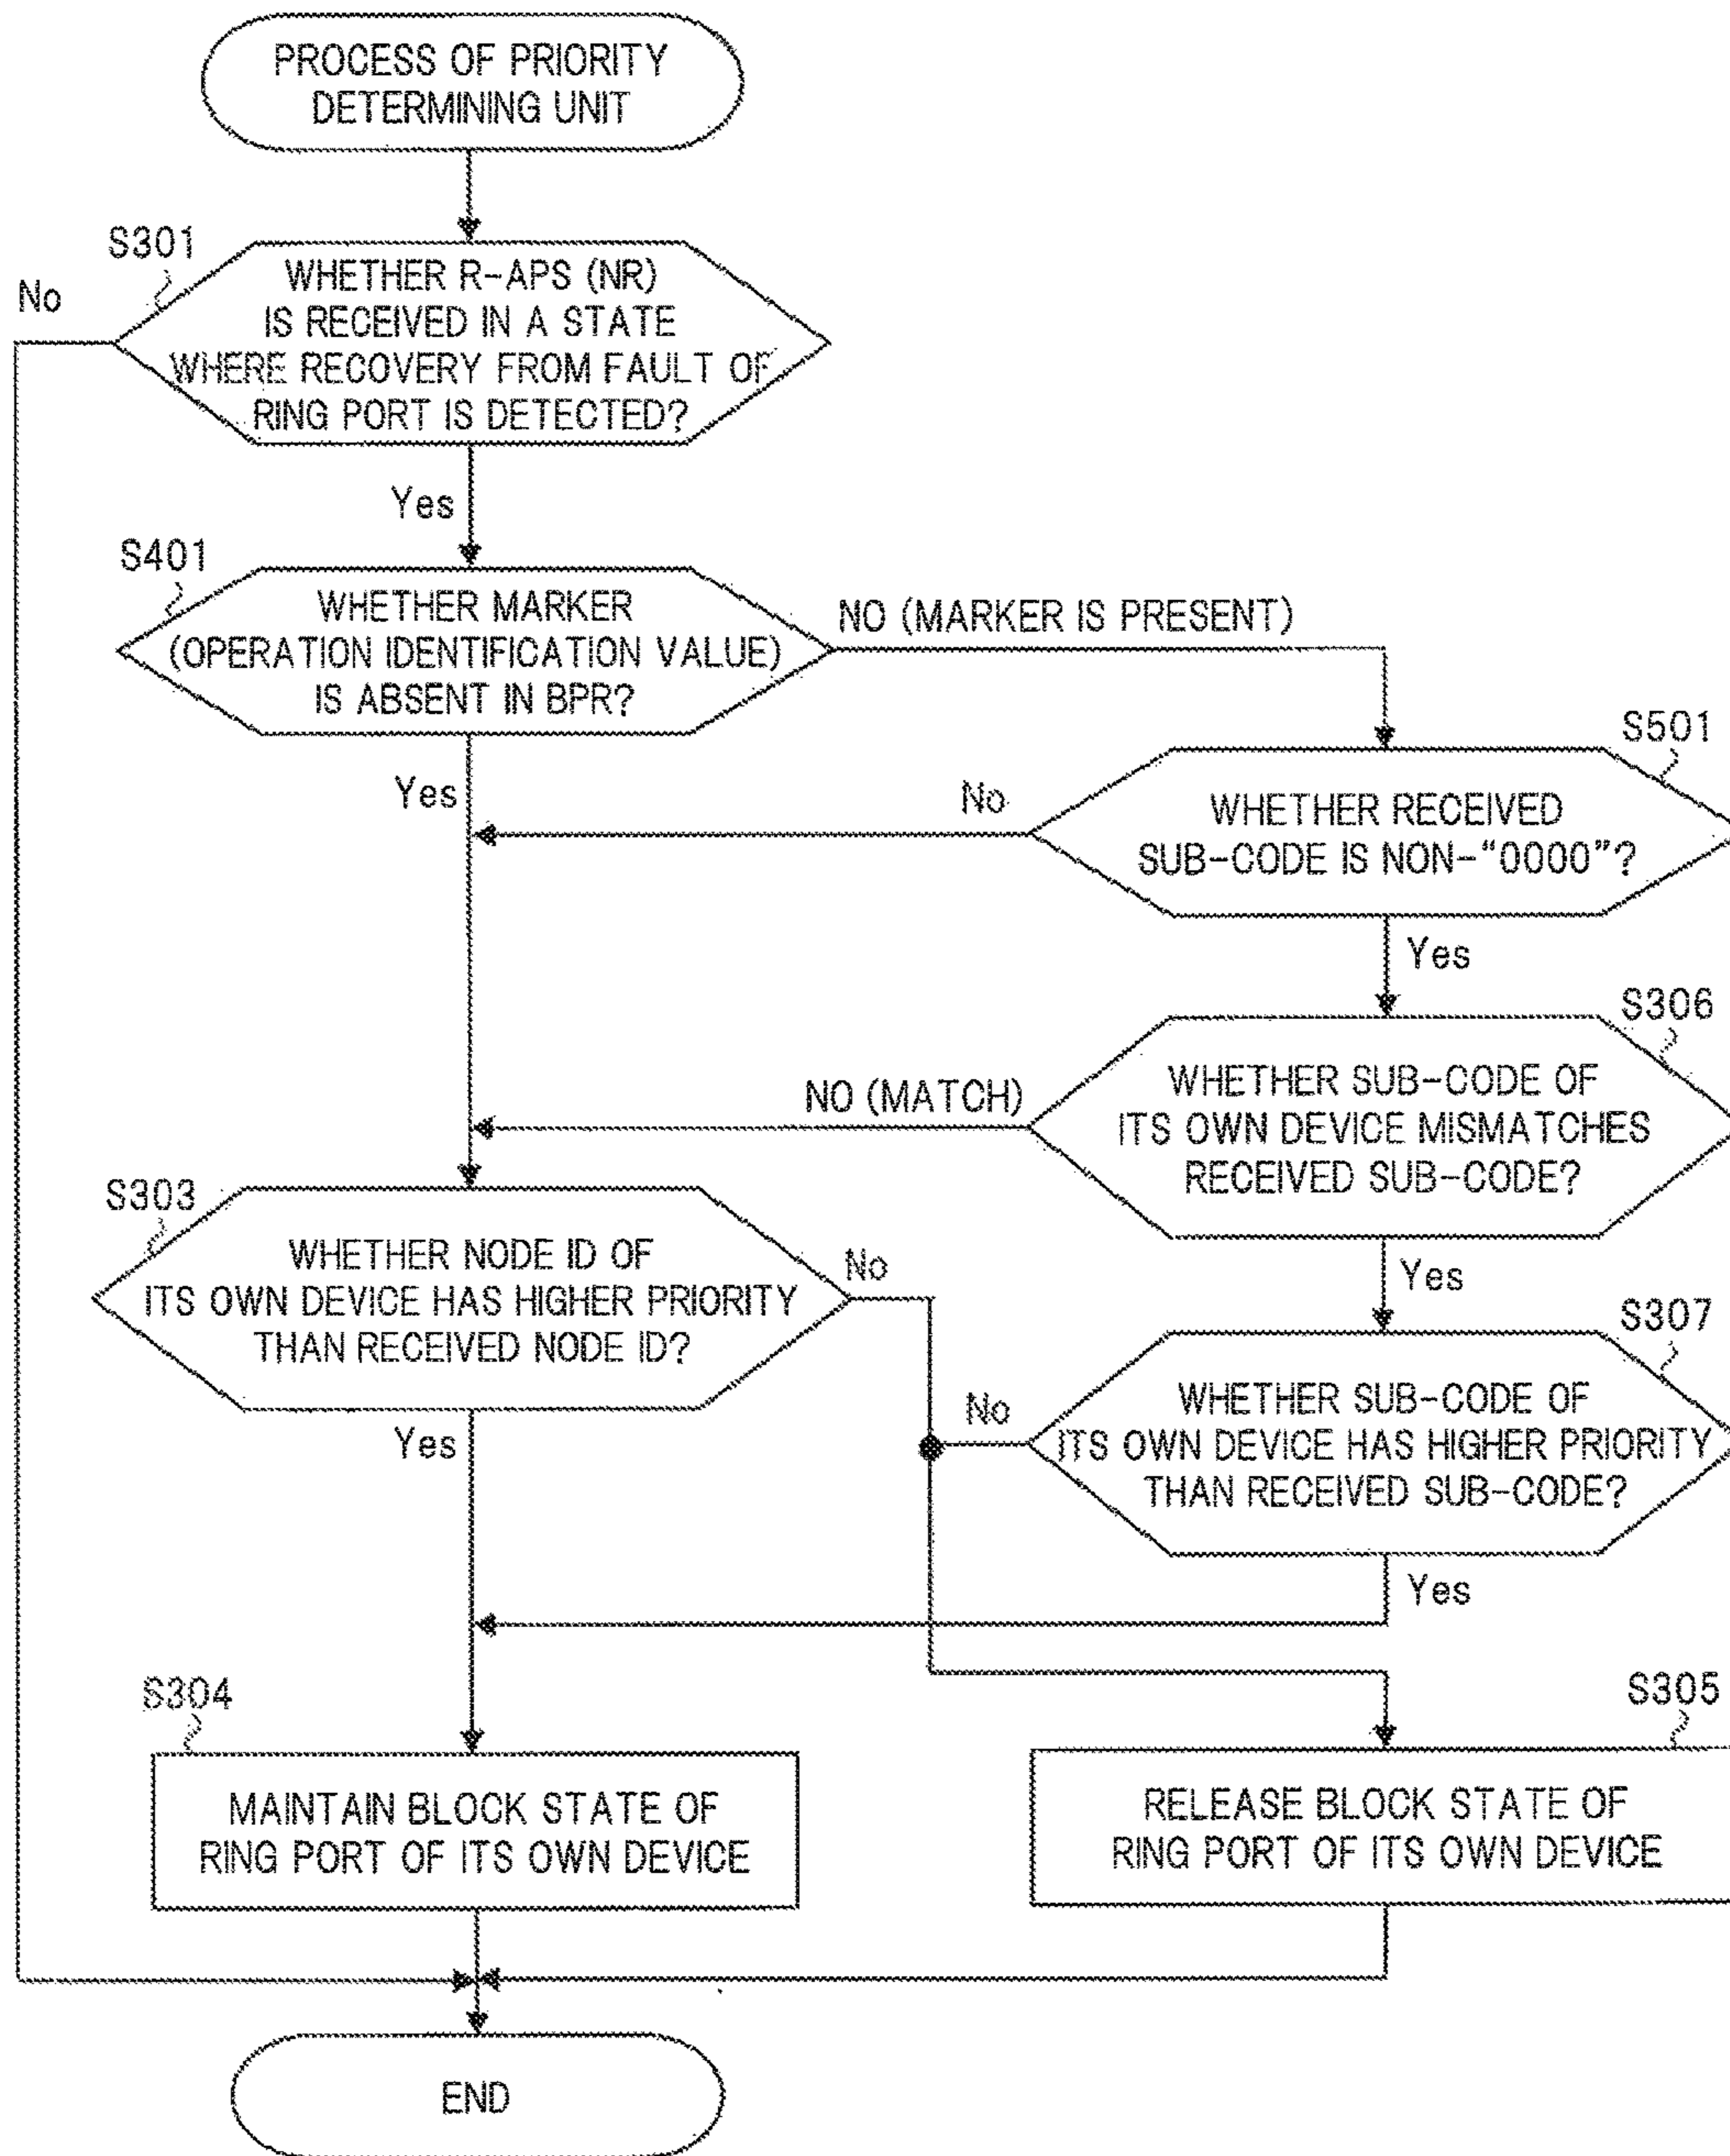 PROCESS OF PRIORITY
DETERMINING UNIT
S301
No
WHETHER R-APS (NR)
IS RECEIVED IN A STATE
WHERE RECOVERY FROM FAULT OF
RING PORT IS DETECTED?
Yes
S401
WHETHER MARKER
(OPERATION IDENTIFICATION VALUE)
IS ABSENT IN BPR?
NO (MARKER IS PRESENT)
Yes
S501
No
WHETHER RECEIVED
SUB-CODE IS NON-“0000”?
Yes
S306
NO (MATCH)
WHETHER SUB-CODE OF
ITS OWN DEVICE MISMATCHES
RECEIVED SUB-CODE?
Yes
S303
WHETHER NODE ID OF
ITS OWN DEVICE HAS HIGHER PRIORITY
THAN RECEIVED NODE ID?
No
Yes
S307
No
WHETHER SUB-CODE OF
ITS OWN DEVICE HAS HIGHER PRIORITY
THAN RECEIVED SUB-CODE?
Yes
S304
MAINTAIN BLOCK STATE OF
RING PORT OF ITS OWN DEVICE
S305
RELEASE BLOCK STATE OF
RING PORT OF ITS OWN DEVICE
END